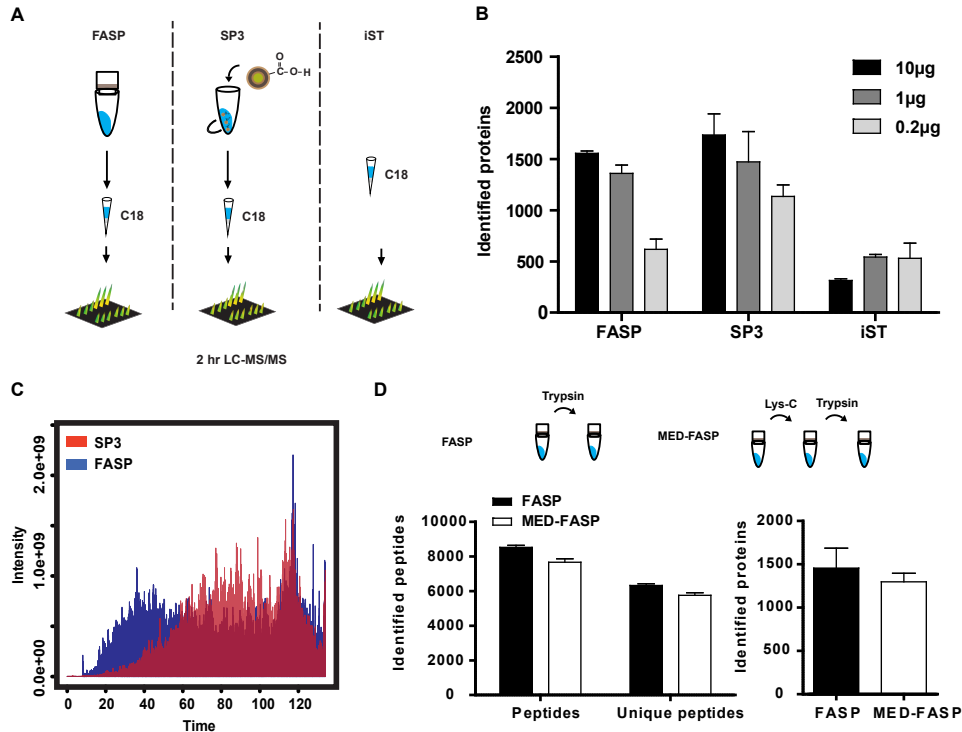 A
FASP
SP3
iST
O
C-O-H
C18
C18
C18
2 hr LC-MS/MS
B
Identified proteins
2500
2000
1500
1000
500
0
10µg
1µg
0.2µg
FASP
SP3
iST
C
SP3
FASP
Intensity
2.0e+09
1.0e+09
0.0e+00
0
20
40
60
80
100
120
Time
D
FASP
Trypsin
MED-FASP
Lys-C
Trypsin
FASP
MED-FASP
Identified peptides
10000
8000
6000
4000
2000
0
Peptides
Unique peptides
Identified proteins
2000
1500
1000
500
0
FASP
MED-FASP